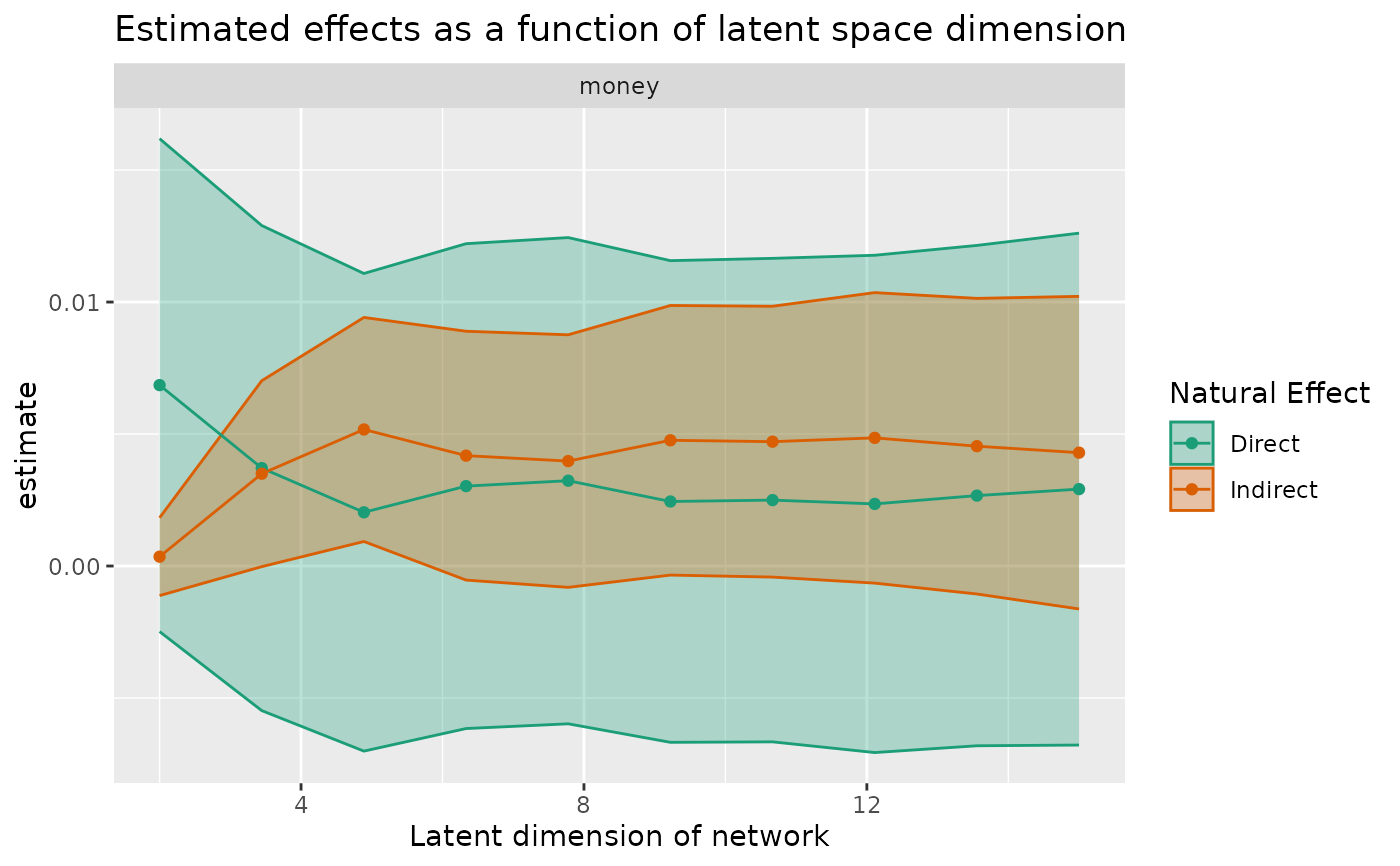 Estimated effects as a function of latent space dimension
money
estimate
0.01
0.00
4 8 12
Latent dimension of network
Natural Effect
Direct
Indirect